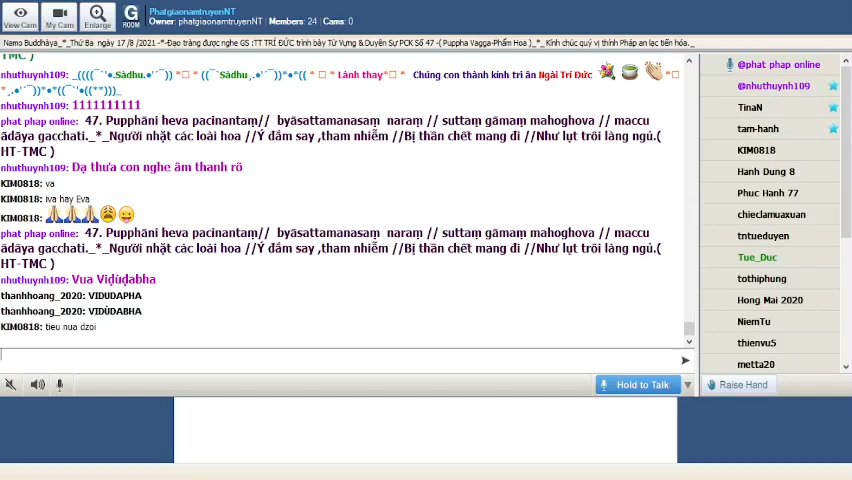 View Cam
My Cam
Enlarge
G
ROOM
PhatgiaonamtruyenNT
Owner: phatgiaonamtruyenNT | Members: 24 | Cams: 0
Namo Buddhàya_*_Thứ Ba ngày 17 /8 /2021 -*-Đạo tràng được nghe GS :TT TRÍ ĐỨC trình bày Từ Vựng & Duyên Sự PCK Số 47 -( Puppha Vagga-Phẩm Hoa )_*_ Kính chúc quý vị thính Pháp an lạc tiến hóa._
TMC )
nhuthuynh109: Sàdhu Sàdhu Lành thay Chúng con thành kính tri ân Ngài Trí Đức
nhuthuynh109: 1111111111
phat phap online: 47. Pupphāni heva pacinantaṃ// byāsattamanasaṃ naraṃ // suttaṃ gāmaṃ mahoghova // maccu
ādāya gacchati._*_Người nhặt các loài hoa //Ý đắm say ,tham nhiễm //Bị thần chết mang đi //Như lụt trôi làng ngủ.(
HT-TMC )
nhuthuynh109: Dạ thưa con nghe âm thanh rõ
KIM0818: va
KIM0818: iva hay Eva
KIM0818:
phat phap online: 47. Pupphāni heva pacinantaṃ// byāsattamanasaṃ naraṃ // suttaṃ gāmaṃ mahoghova // maccu
ādāya gacchati._*_Người nhặt các loài hoa //Ý đắm say ,tham nhiễm //Bị thần chết mang đi //Như lụt trôi làng ngủ.(
HT-TMC )
nhuthuynh109: Vua Viḍùḍabha
thanhhoang_2020: VIDUDAPHA
thanhhoang_2020: VIDÙDABHA
KIM0818: tieu nua dzoi
@phat phap online
@nhuthuynh109
TinaN
tam-hanh
KIM0818
Hanh Dung 8
Phuc Hanh 77
chieclamuaxuan
tntueduyen
Tue_Duc
tothiphung
Hong Mai 2020
NiemTu
thienvu5
metta20
Hold to Talk
Raise Hand